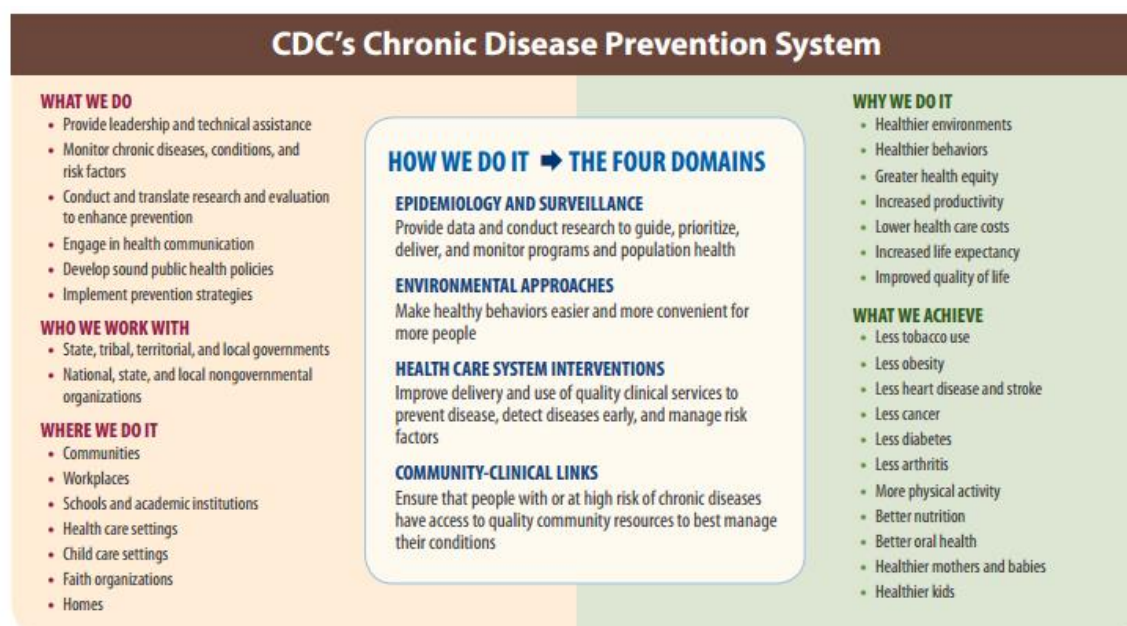 CDC's Chronic Disease Prevention System
WHAT WE DO
• Provide leadership and technical assistance
• Monitor chronic diseases, conditions, and
risk factors
• Conduct and translate research and evaluation
to enhance prevention
• Engage in health communication
• Develop sound public health policies
• Implement prevention strategies
WHO WE WORK WITH
• State, tribal, territorial, and local governments
• National, state, and local nongovernmental
organizations
WHERE WE DO IT
• Communities
• Workplaces
• Schools and academic institutions
• Health care settings
• Child care settings
• Faith organizations
• Homes
HOW WE DO IT ➡ THE FOUR DOMAINS
EPIDEMIOLOGY AND SURVEILLANCE
Provide data and conduct research to guide, prioritize,
deliver, and monitor programs and population health
ENVIRONMENTAL APPROACHES
Make healthy behaviors easier and more convenient for
more people
HEALTH CARE SYSTEM INTERVENTIONS
Improve delivery and use of quality clinical services to
prevent disease, detect diseases early, and manage risk
factors
COMMUNITY-CLINICAL LINKS
Ensure that people with or at high risk of chronic diseases
have access to quality community resources to best manage
their conditions
WHY WE DO IT
• Healthier environments
• Healthier behaviors
• Greater health equity
• Increased productivity
• Lower health care costs
• Increased life expectancy
• Improved quality of life
WHAT WE ACHIEVE
• Less tobacco use
• Less obesity
• Less heart disease and stroke
• Less cancer
• Less diabetes
• Less arthritis
• More physical activity
• Better nutrition
• Better oral health
• Healthier mothers and babies
• Healthier kids